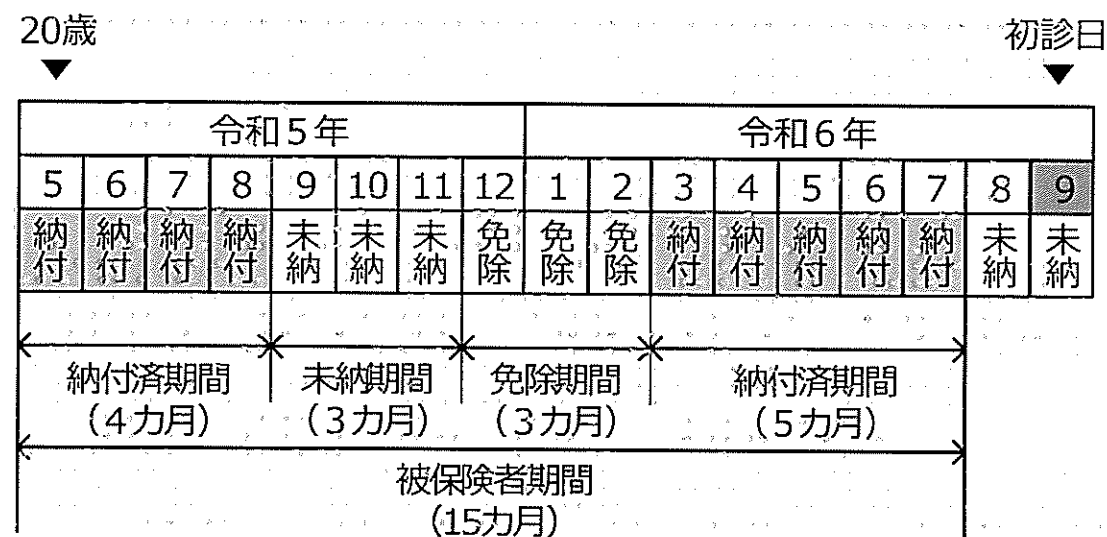 20歳 初診日
▼ ▼
令和5年 令和6年
5 6 7 8 9 10 11 12 1 2 3 4 5 6 7 8 9
納付 納付 納付 納付 未納 未納 未納 免除 免除 免除 納付 納付 納付 納付 納付 未納 未納
納付済期間 未納期間 免除期間 納付済期間
(4カ月) (3カ月) (3カ月) (5カ月)
被保険者期間
(15カ月)